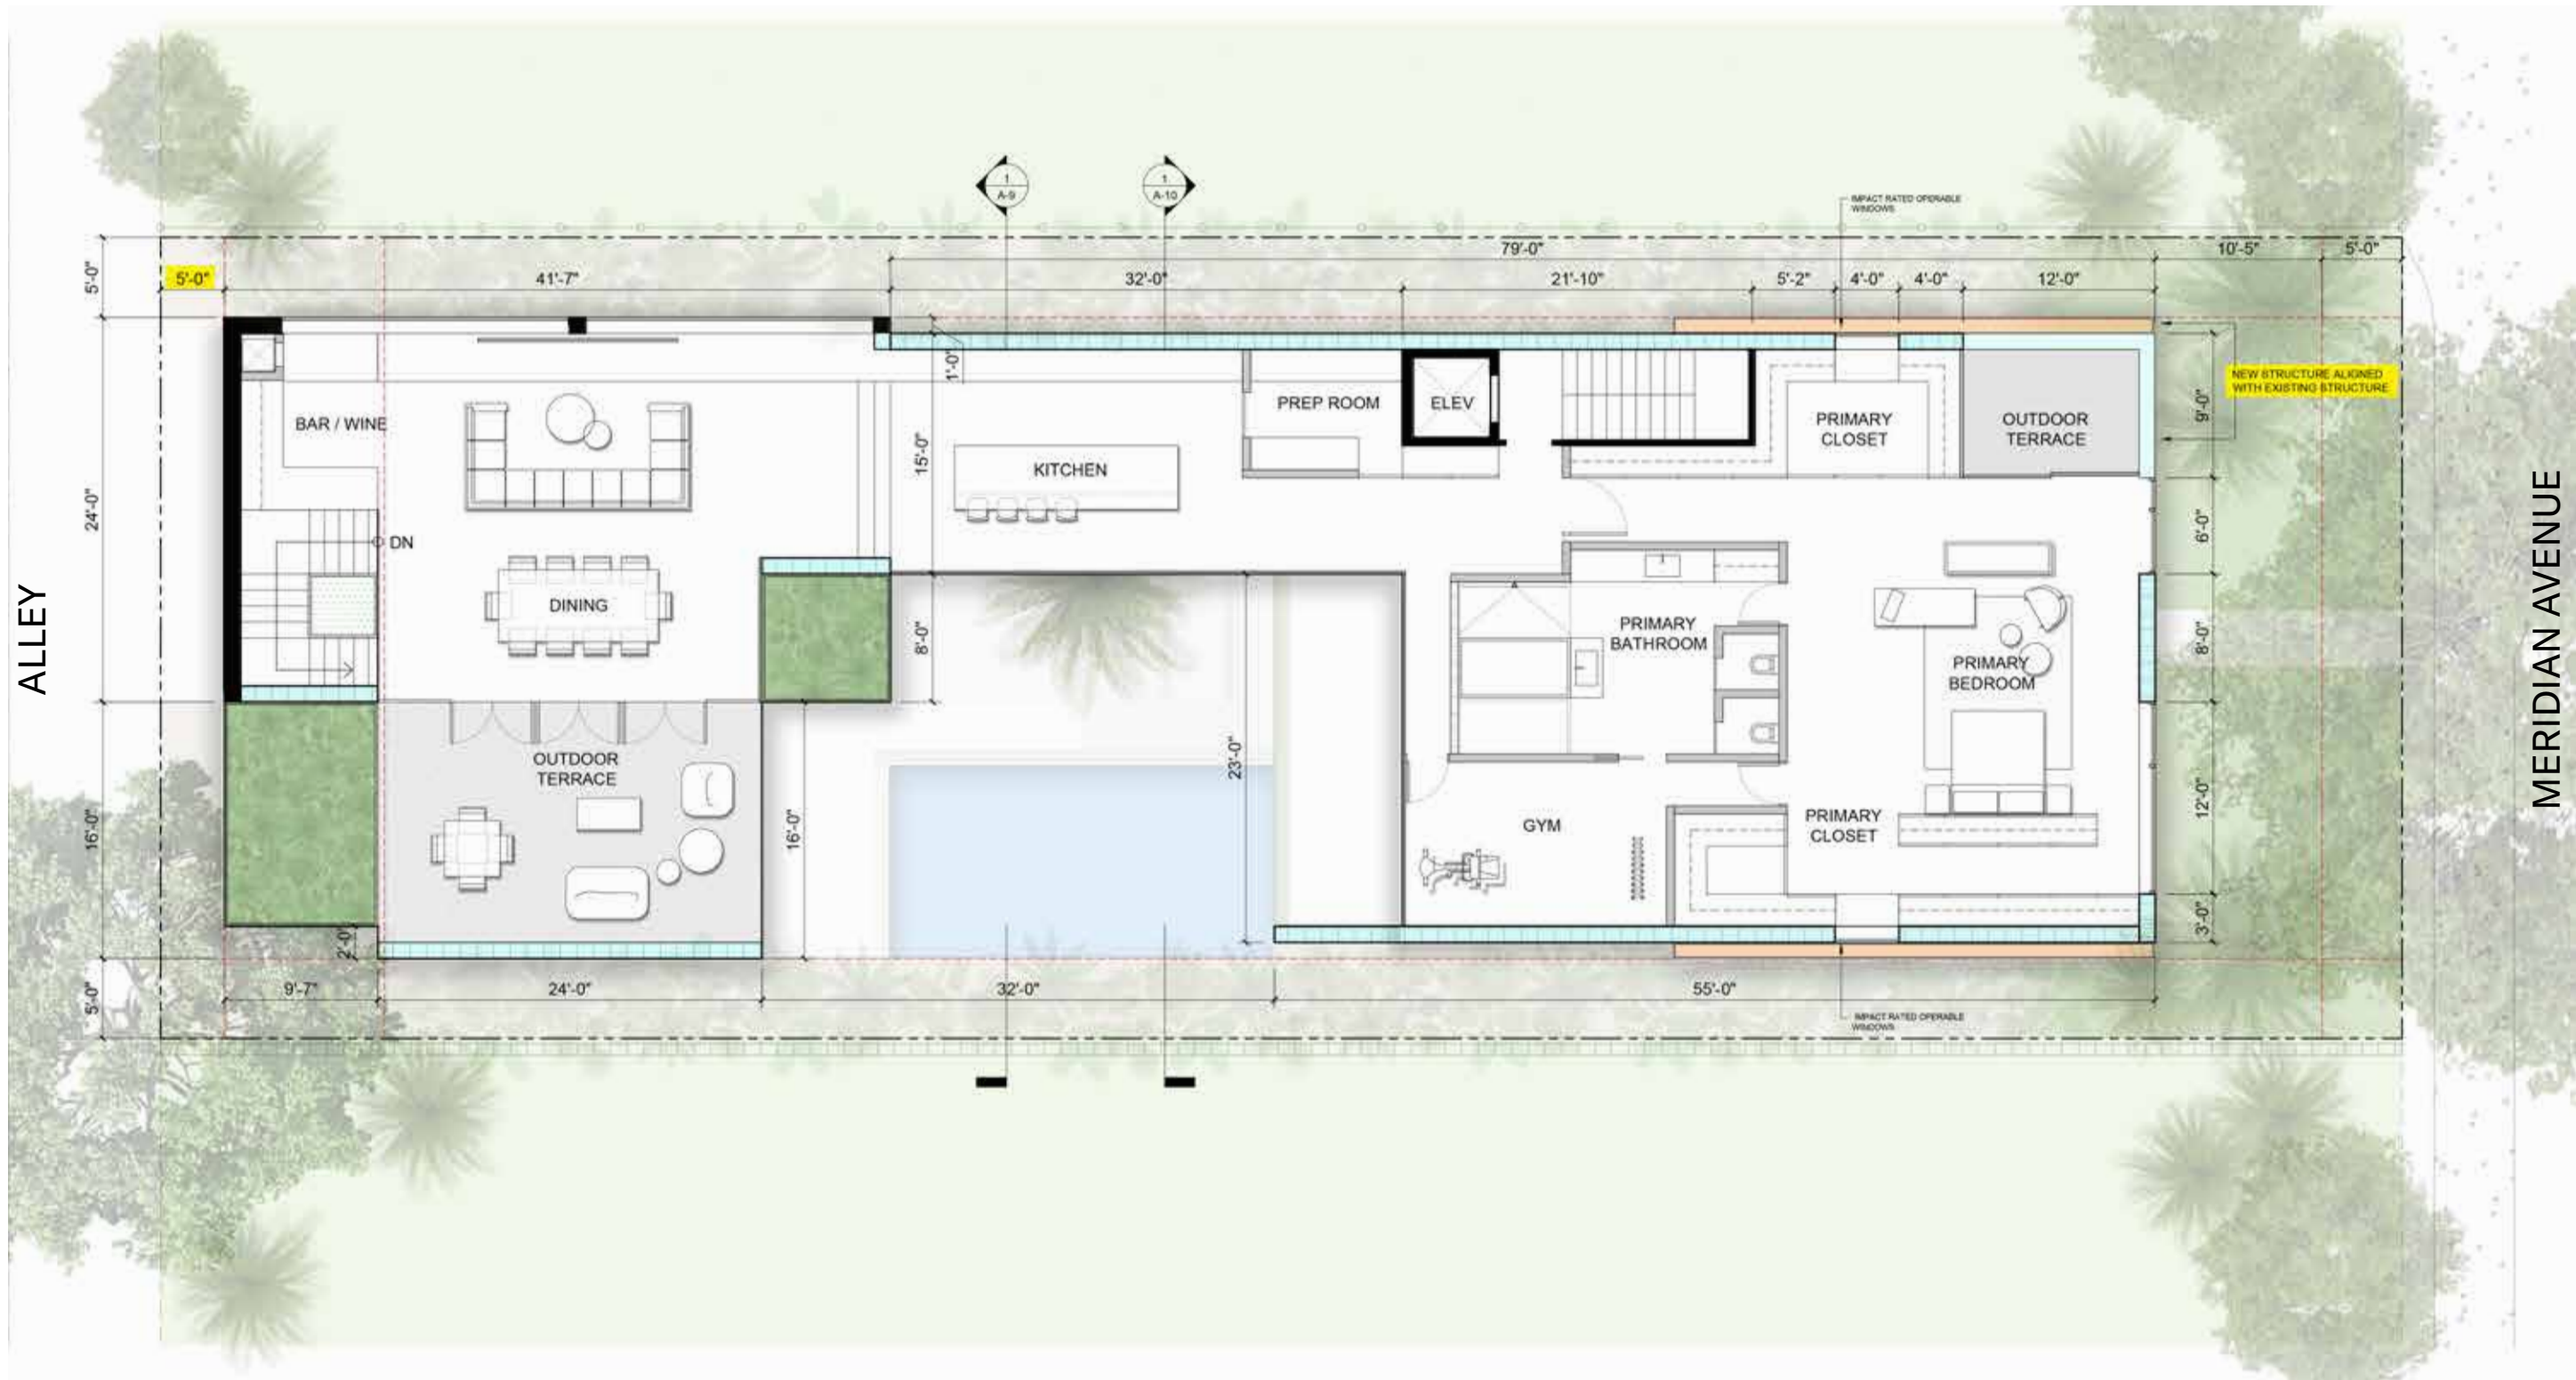 1
A-9
1
A-10
IMPACT RATED OPERABLE
WINDOWS
79'-0"
10'-5"
5'-0"
5'-0"
5'-0"
41'-7"
32'-0"
21'-10"
5'-2"
4'-0"
4'-0"
12'-0"
1'-0"
NEW STRUCTURE ALIGNED
WITH EXISTING STRUCTURE
BAR / WINE
PREP ROOM
ELEV
PRIMARY
CLOSET
OUTDOOR
TERRACE
9'-0"
15'-0"
KITCHEN
24'-0"
DN
6'-0"
ALLEY
DINING
8'-0"
PRIMARY
BATHROOM
PRIMARY
BEDROOM
8'-0"
MERIDIAN AVENUE
OUTDOOR
TERRACE
23'-0"
16'-0"
16'-0"
GYM
PRIMARY
CLOSET
12'-0"
2'-0"
3'-0"
5'-0"
9'-7"
24'-0"
32'-0"
55'-0"
IMPACT RATED OPERABLE
WINDOWS